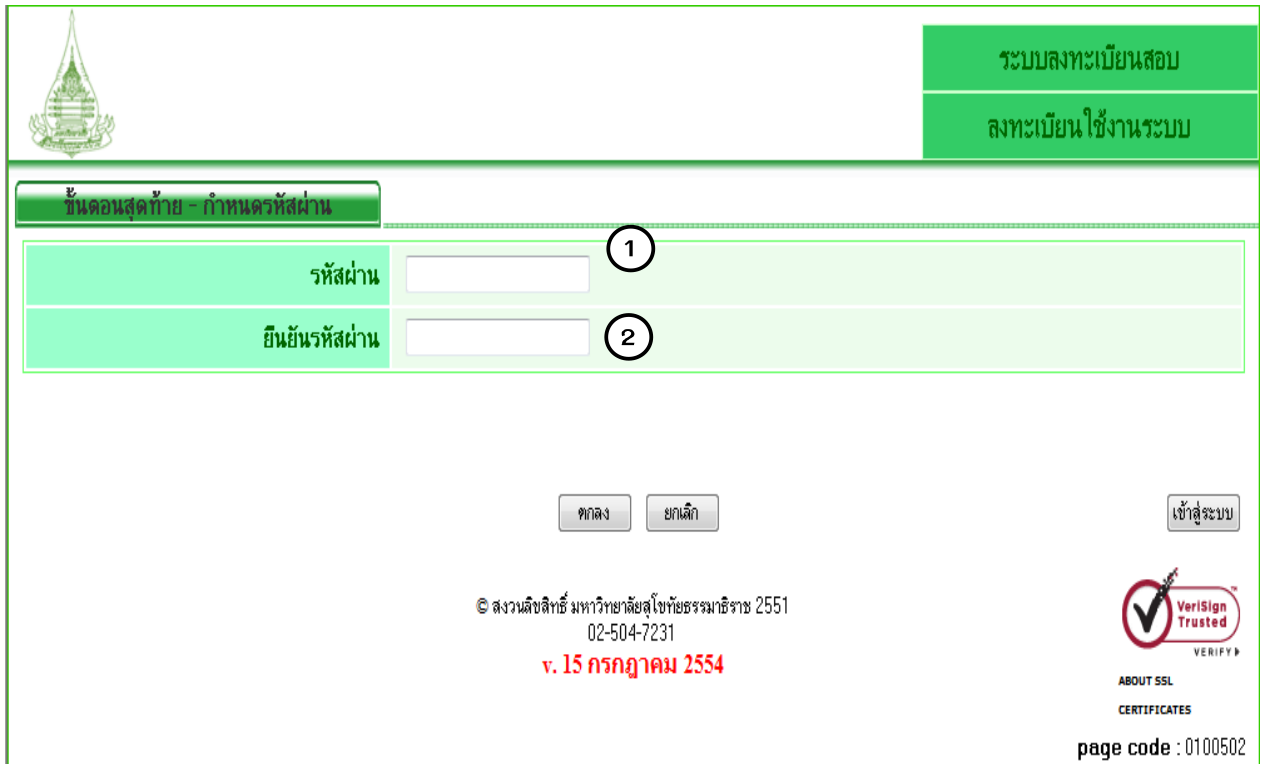 ระบบลงทะเบียนสอบ
ลงทะเบียนใช้งานระบบ
ขั้นตอนสุดท้าย - กำหนดรหัสผ่าน
รหัสผ่าน
1
ยืนยันรหัสผ่าน
2
ตกลง
ยกเลิก
เข้าสู่ระบบ
© สงวนลิขสิทธิ์ มหาวิทยาลัยสุโขทัยธรรมาธิราช 2551
02-504-7231
v. 15 กรกฎาคม 2554
VeriSign
Trusted
VERIFY
ABOUT SSL
CERTIFICATES
page code : 0100502